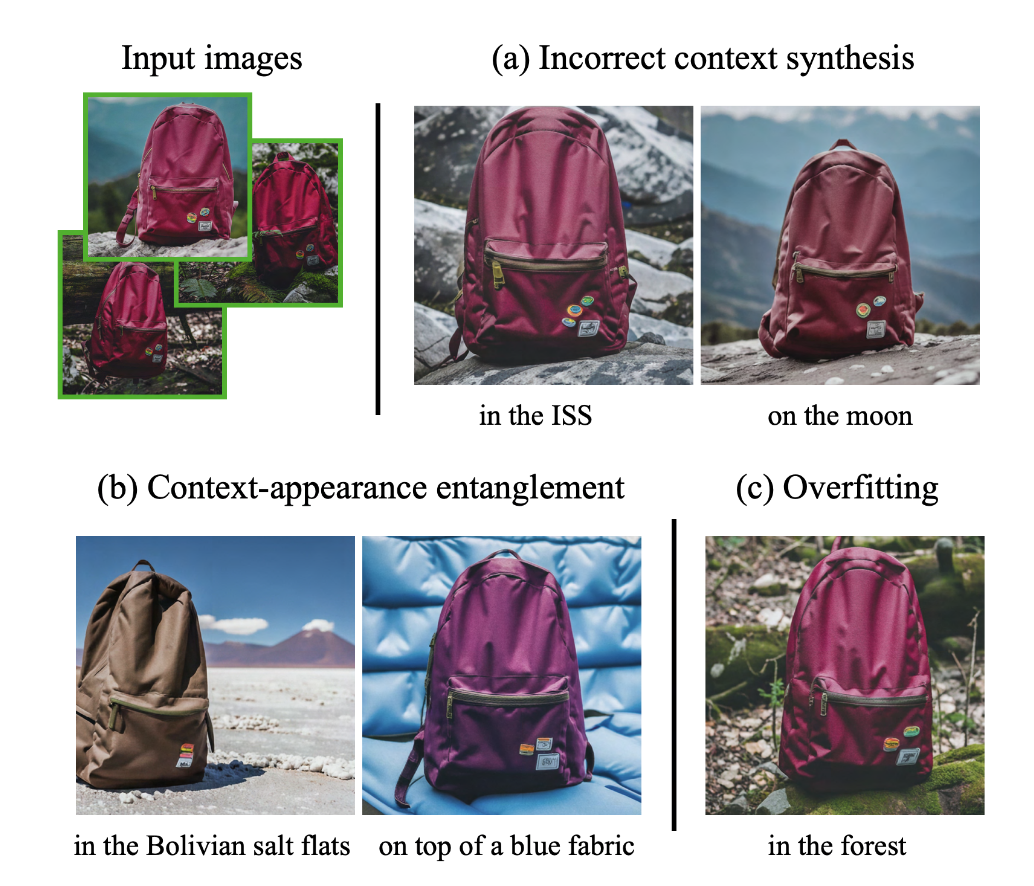 Input images
(a) Incorrect context synthesis
in the ISS
on the moon
(b) Context-appearance entanglement
(c) Overfitting
in the Bolivian salt flats
on top of a blue fabric
in the forest